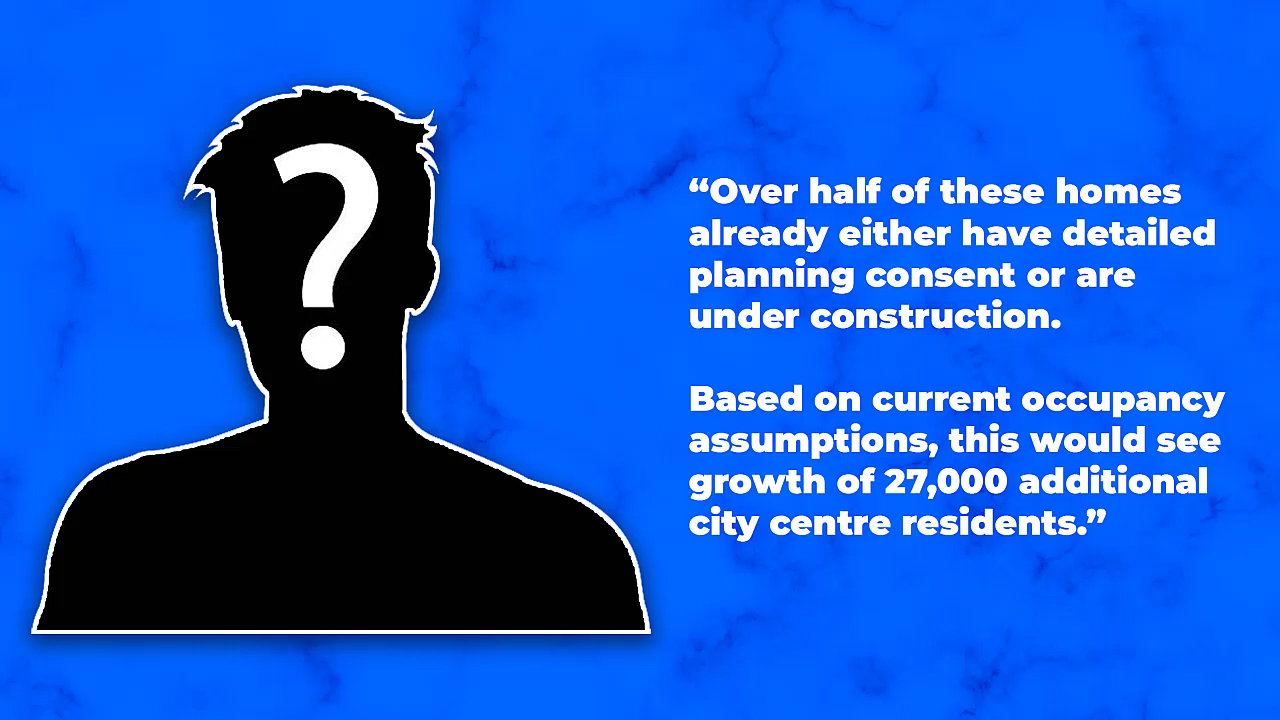 ?
“Over half of these homes
already either have detailed
planning consent or are
under construction.
Based on current occupancy
assumptions, this would see
growth of 27,000 additional
city centre residents.”